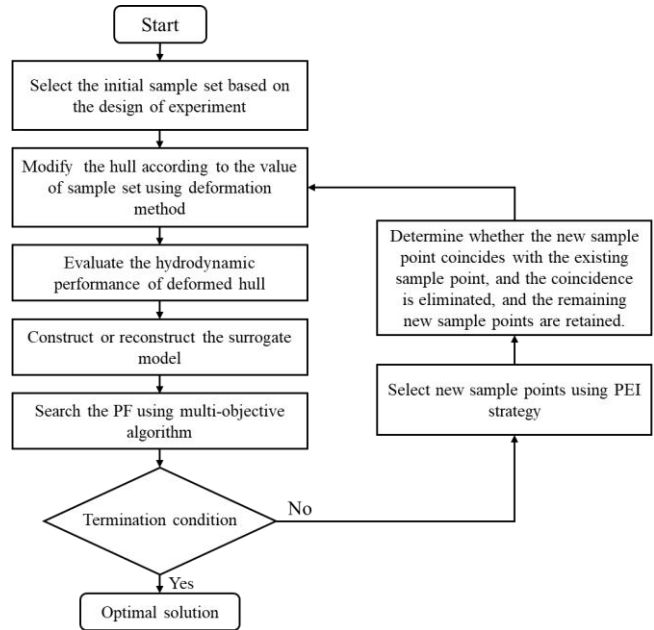 Start
Select the initial sample set based on
the design of experiment
Modify the hull according to the value
of sample set using deformation
method
Evaluate the hydrodynamic
performance of deformed hull
Construct or reconstruct the surrogate
model
Search the PF using multi-objective
algorithm
Termination condition
No
Yes
Optimal solution
Select new sample points using PEI
strategy
Determine whether the new sample
point coincides with the existing
sample point, and the coincidence
is eliminated, and the remaining
new sample points are retained.